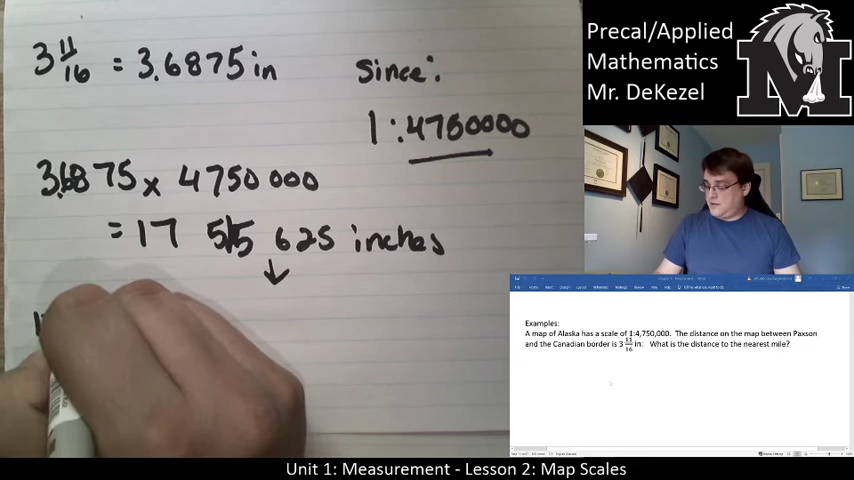 3 11/16 = 3.6875 in
Since:
1:4750000
3.6875 x 4750 000
= 17 515 625 inches
Precal/Applied
Mathematics
Mr. DeKezel
Examples:
A map of Alaska has a scale of 1:4,750,000. The distance on the map between Paxson
and the Canadian border is 3 11/16 in. What is the distance to the nearest mile?
Unit 1: Measurement - Lesson 2: Map Scales